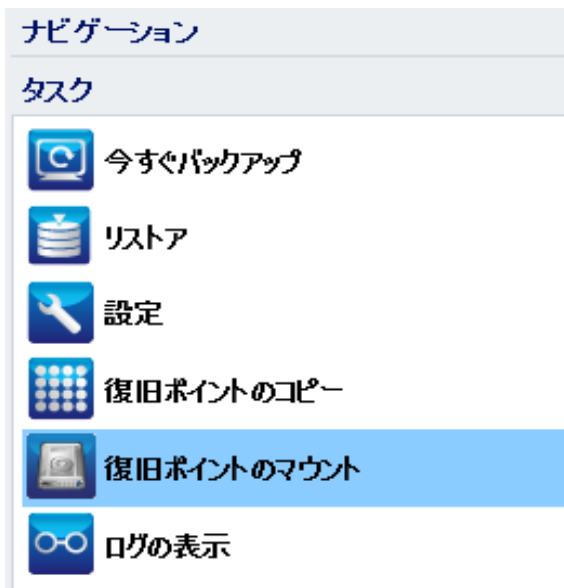 ナビゲーション
タスク
今すぐバックアップ
リストア
設定
復旧ポイントのコピー
復旧ポイントのマウント
ログの表示